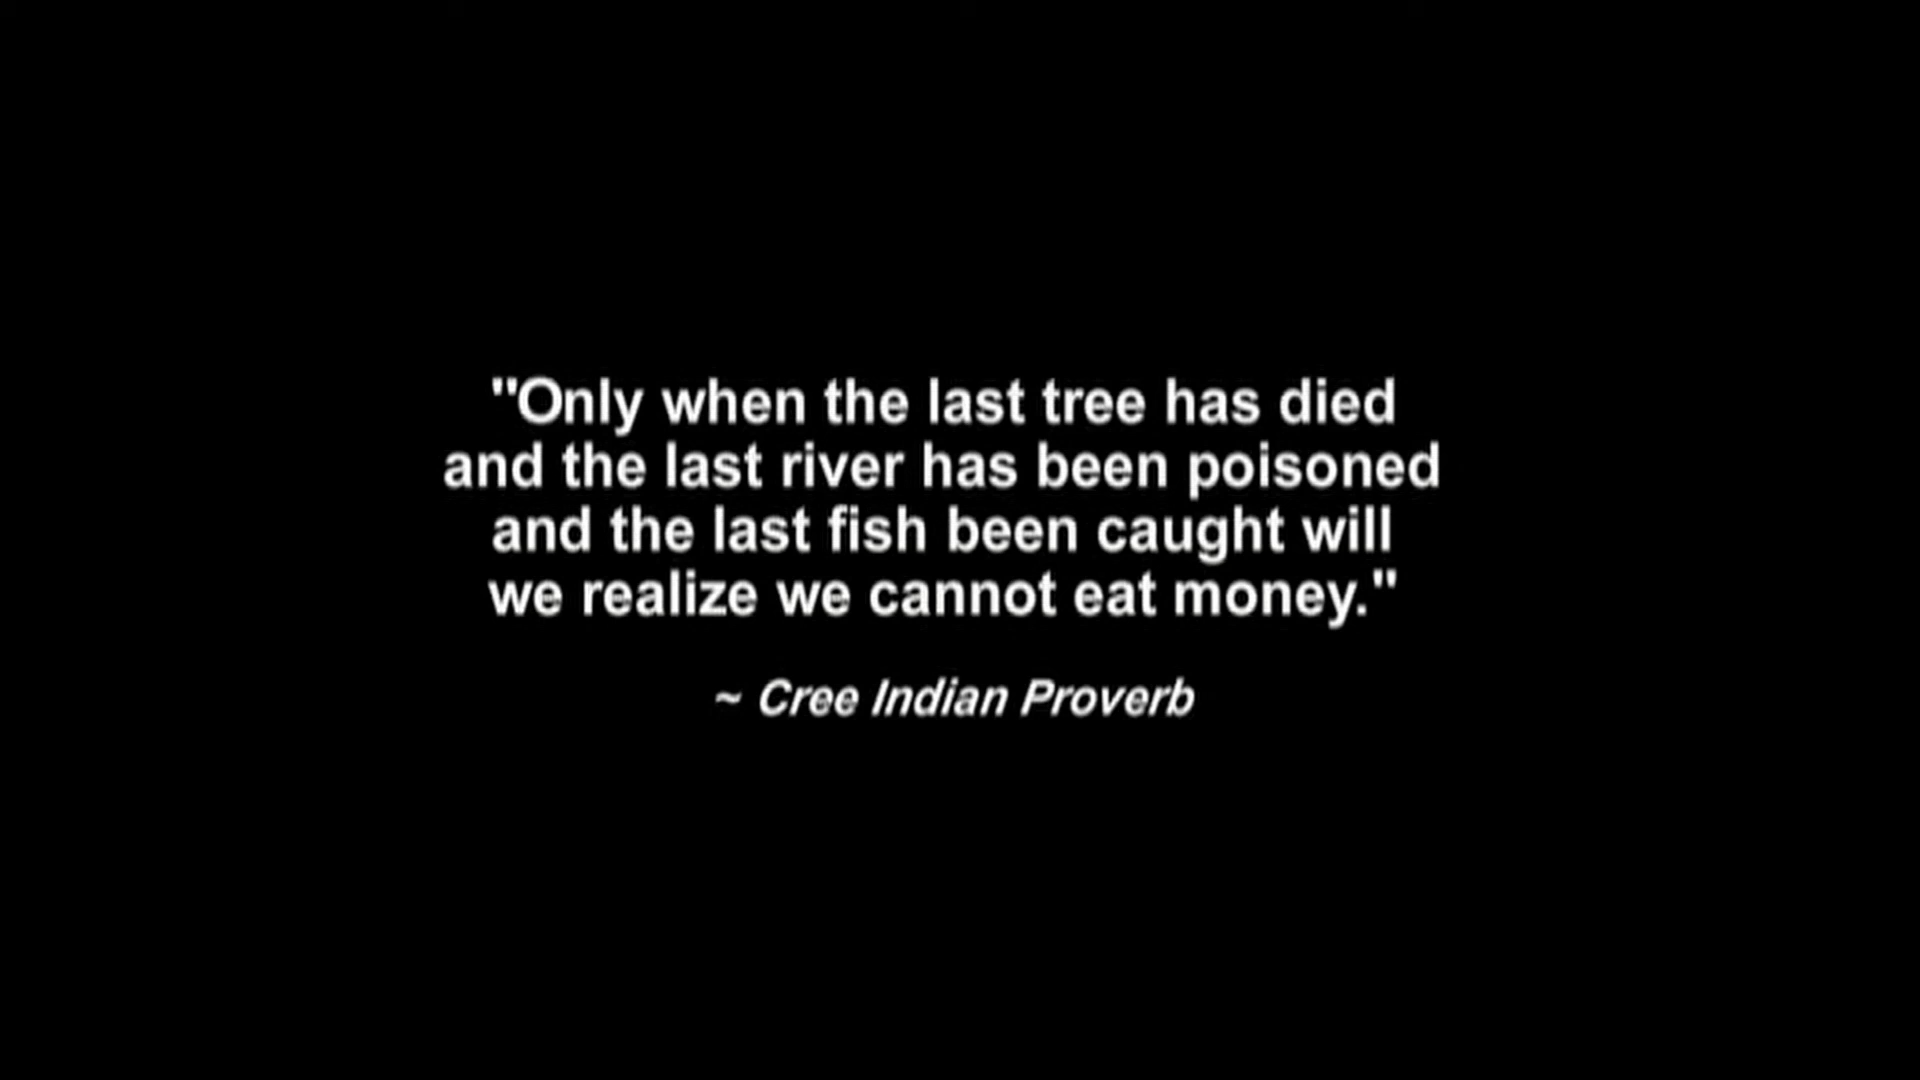 "Only when the last tree has died
and the last river has been poisoned
and the last fish been caught will
we realize we cannot eat money."
~ Cree Indian Proverb